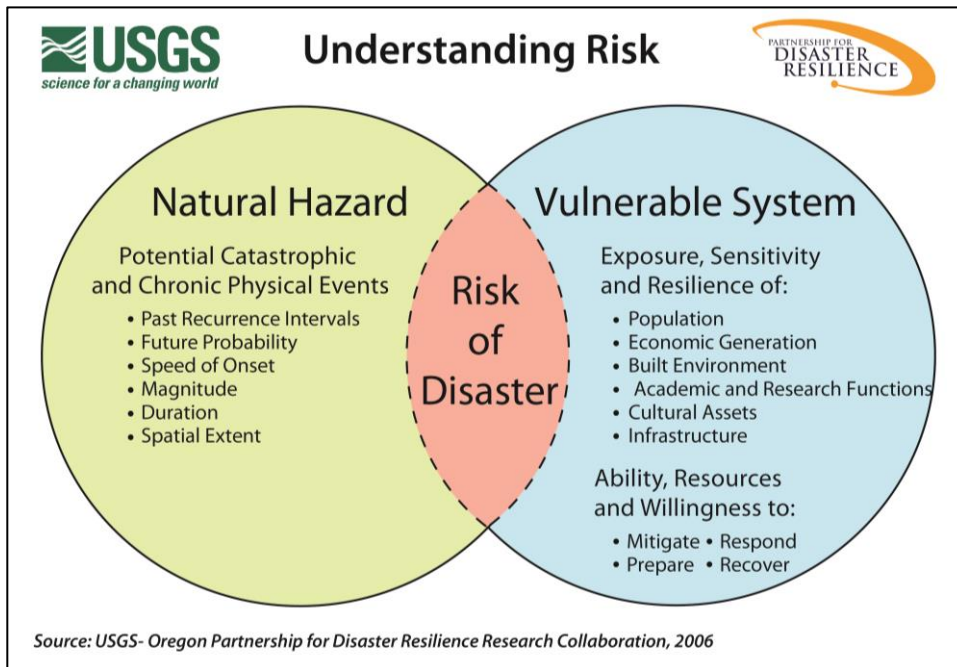 USGS
science for a changing world
Understanding Risk
PARTNERSHIP FOR
DISASTER
RESILIENCE
Natural Hazard
Potential Catastrophic
and Chronic Physical Events
• Past Recurrence Intervals
• Future Probability
• Speed of Onset
• Magnitude
• Duration
• Spatial Extent
Risk
of
Disaster
Vulnerable System
Exposure, Sensitivity
and Resilience of:
• Population
• Economic Generation
• Built Environment
• Academic and Research Functions
• Cultural Assets
• Infrastructure
Ability, Resources
and Willingness to:
• Mitigate • Respond
• Prepare • Recover
Source: USGS- Oregon Partnership for Disaster Resilience Research Collaboration, 2006